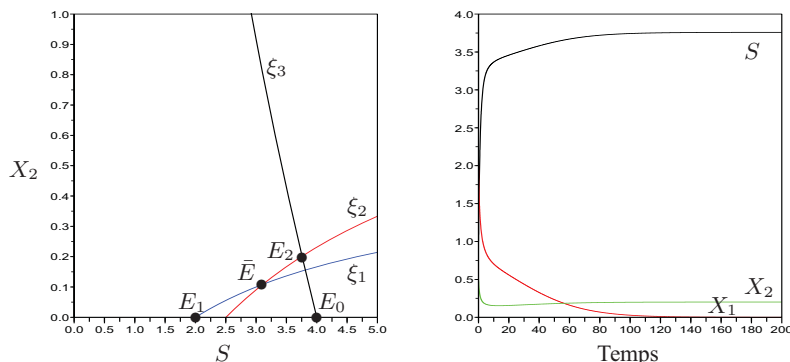 1.0
0.9
0.8
0.7
0.6
0.5
0.4
0.3
0.2
0.1
0.0
X₂
0.0 0.5 1.0 1.5 2.0 2.5 3.0 3.5 4.0 4.5 5.0
S
ξ₃
ξ₂
E₂
Ē
ξ₁
E₁
E₀
4.0
3.5
3.0
2.5
2.0
1.5
1.0
0.5
0.0
S
X₂
X₁
0 20 40 60 80 100 120 140 160 180 200
Temps